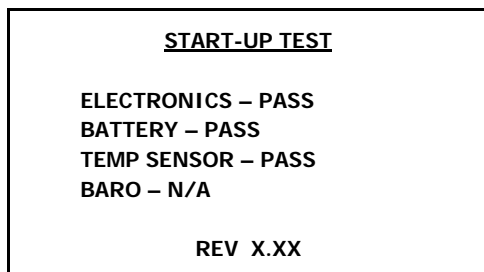 START-UP TEST
ELECTRONICS – PASS
BATTERY – PASS
TEMP SENSOR – PASS
BARO – N/A
REV X.XX